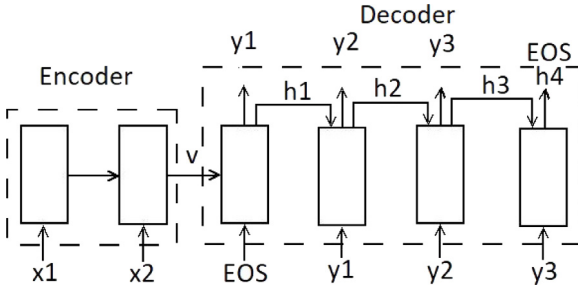 Decoder
y1 y2 y3 EOS
Encoder
h1 h2 h3 h4
v
x1 x2 EOS y1 y2 y3